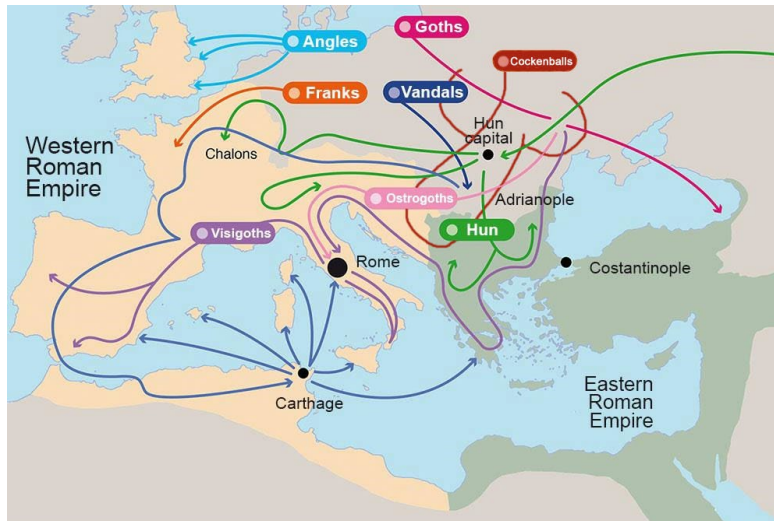 Goths
Angles
Cockenballs
Franks
Vandals
Hun
capital
Western
Roman
Empire
Chalons
Ostrogoths
Adrianople
Visigoths
Hun
Rome
Costantinople
Carthage
Eastern
Roman
Empire